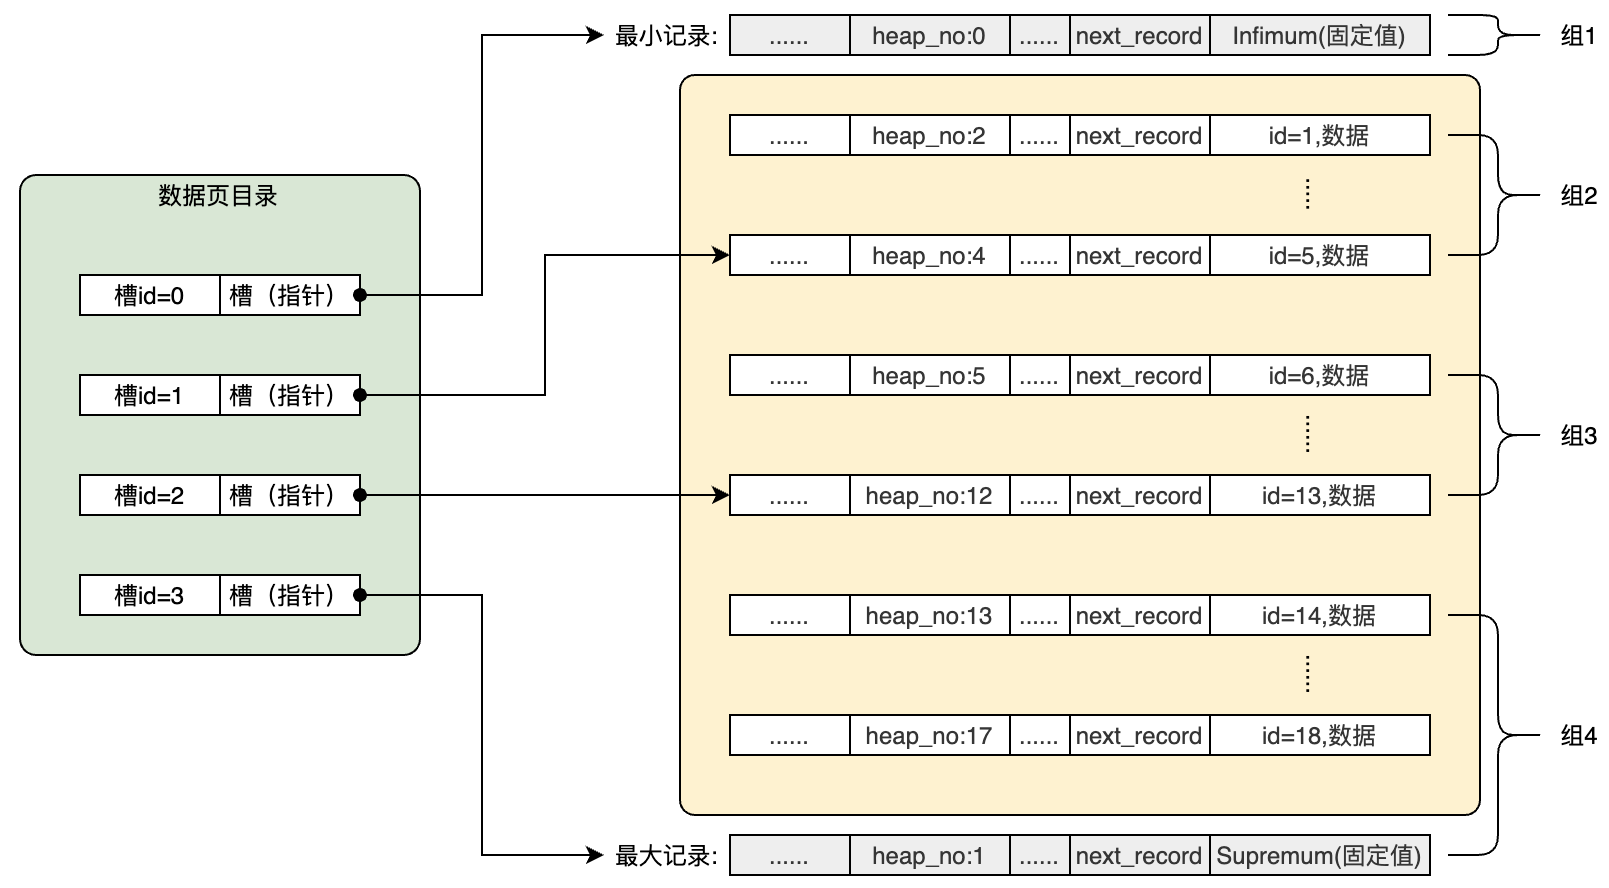 最小记录: ...... heap_no:0 ...... next_record Infimum(固定值) 组1
数据页目录
槽id=0 槽（指针）
槽id=1 槽（指针）
槽id=2 槽（指针）
槽id=3 槽（指针）
...... heap_no:2 ...... next_record id=1,数据
组2
...... heap_no:4 ...... next_record id=5,数据
...... heap_no:5 ...... next_record id=6,数据
组3
...... heap_no:12 ...... next_record id=13,数据
...... heap_no:13 ...... next_record id=14,数据
...... heap_no:17 ...... next_record id=18,数据
组4
最大记录: ...... heap_no:1 ...... next_record Supremum(固定值)